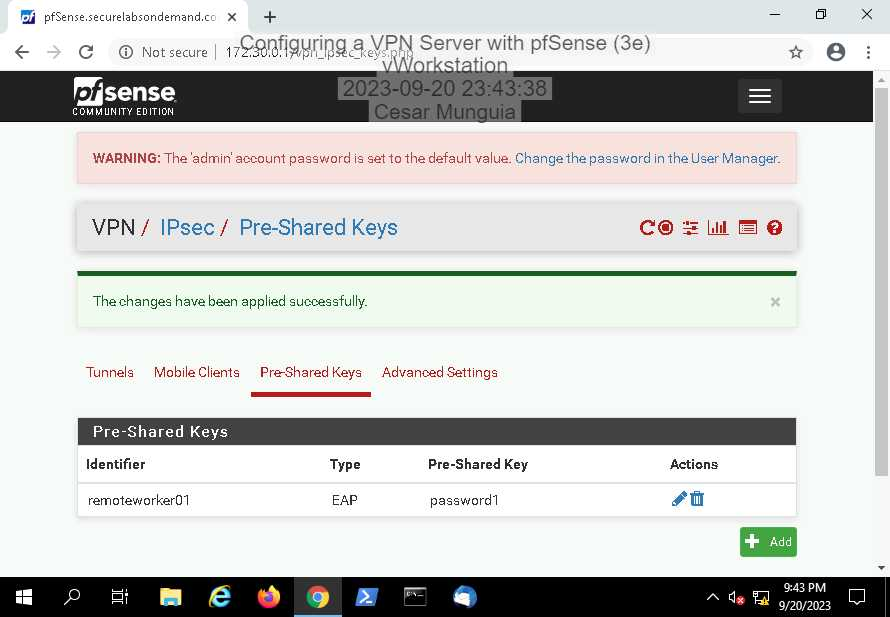 pfSense.securelabsondemand.co
Not secure
172.30.0.1/vpn_ipsec_keys.php
Configuring a VPN Server with pfSense (3e)
vWorkstation
2023-09-20 23:43:38
Cesar Munguia
pfsense
COMMUNITY EDITION
WARNING: The 'admin' account password is set to the default value. Change the password in the User Manager.
VPN / IPsec / Pre-Shared Keys
The changes have been applied successfully.
×
Tunnels Mobile Clients Pre-Shared Keys Advanced Settings
Pre-Shared Keys
Identifier Type Pre-Shared Key Actions
remoteworker01 EAP password1
Add
9:43 PM
9/20/2023